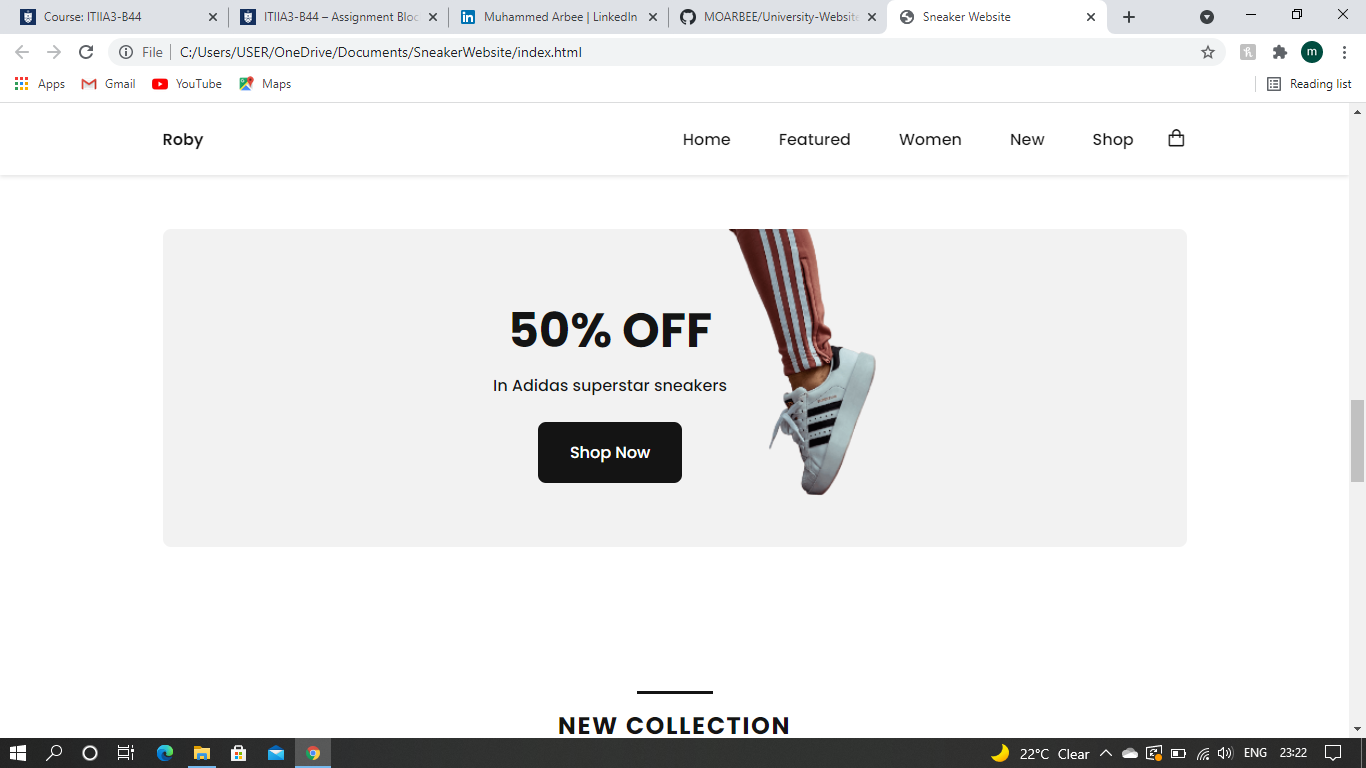 Course: ITIIA3-B44
ITIIA3-B44 – Assignment Bloc
Muhammed Arbee | LinkedIn
MOARBEE/University-Website
Sneaker Website
File
C:/Users/USER/OneDrive/Documents/SneakerWebsite/index.html
m
Apps
Gmail
YouTube
Maps
Reading list
Roby
Home
Featured
Women
New
Shop
50% OFF
In Adidas superstar sneakers
Shop Now
NEW COLLECTION
22°C Clear
ENG
23:22